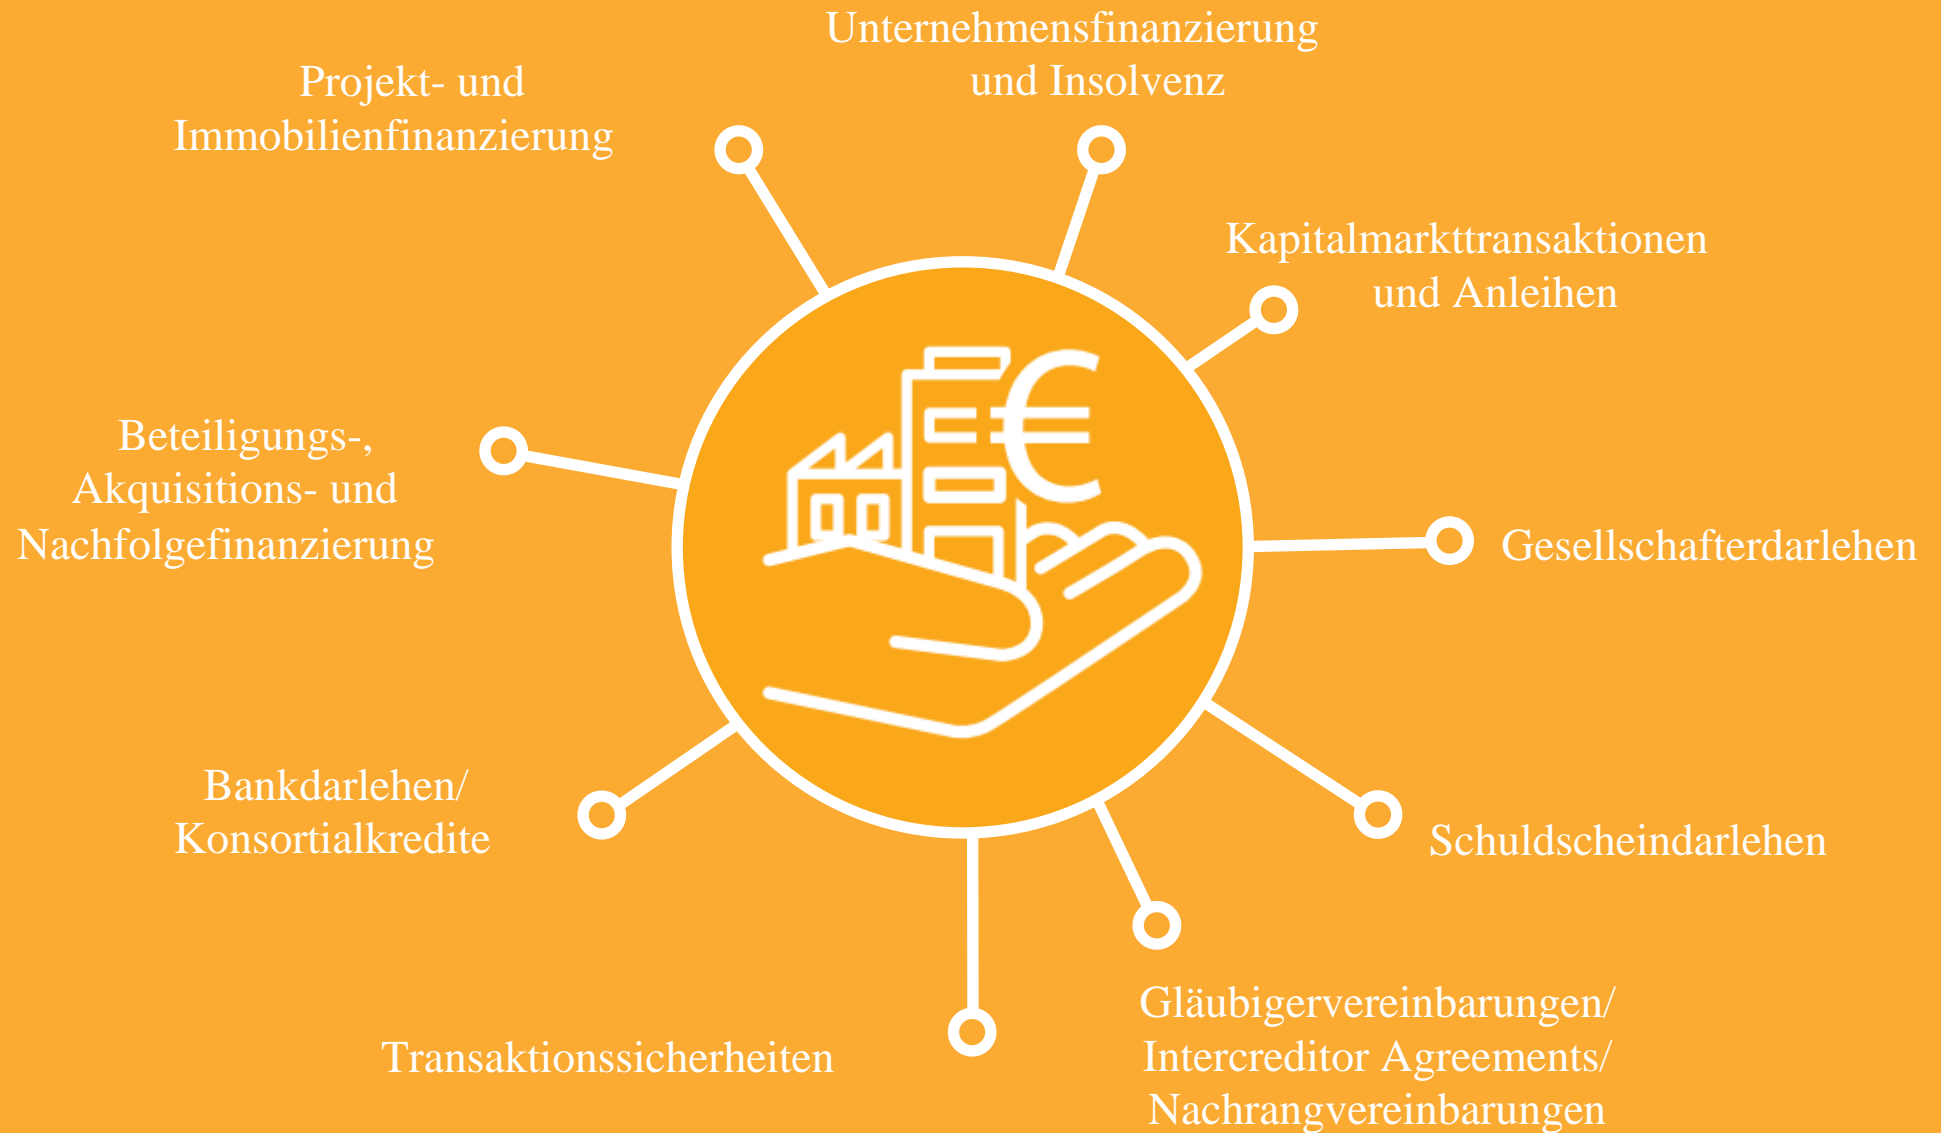 Unternehmensfinanzierung
und Insolvenz
Projekt- und
Immobilienfinanzierung
Kapitalmarkttransaktionen
und Anleihen
Beteiligungs-,
Akquisitions- und
Nachfolgefinanzierung
Gesellschafterdarlehen
Bankdarlehen/
Konsortialkredite
Schuldscheindarlehen
Transaktionssicherheiten
Gläubigervereinbarungen/
Intercreditor Agreements/
Nachrangvereinbarungen
€